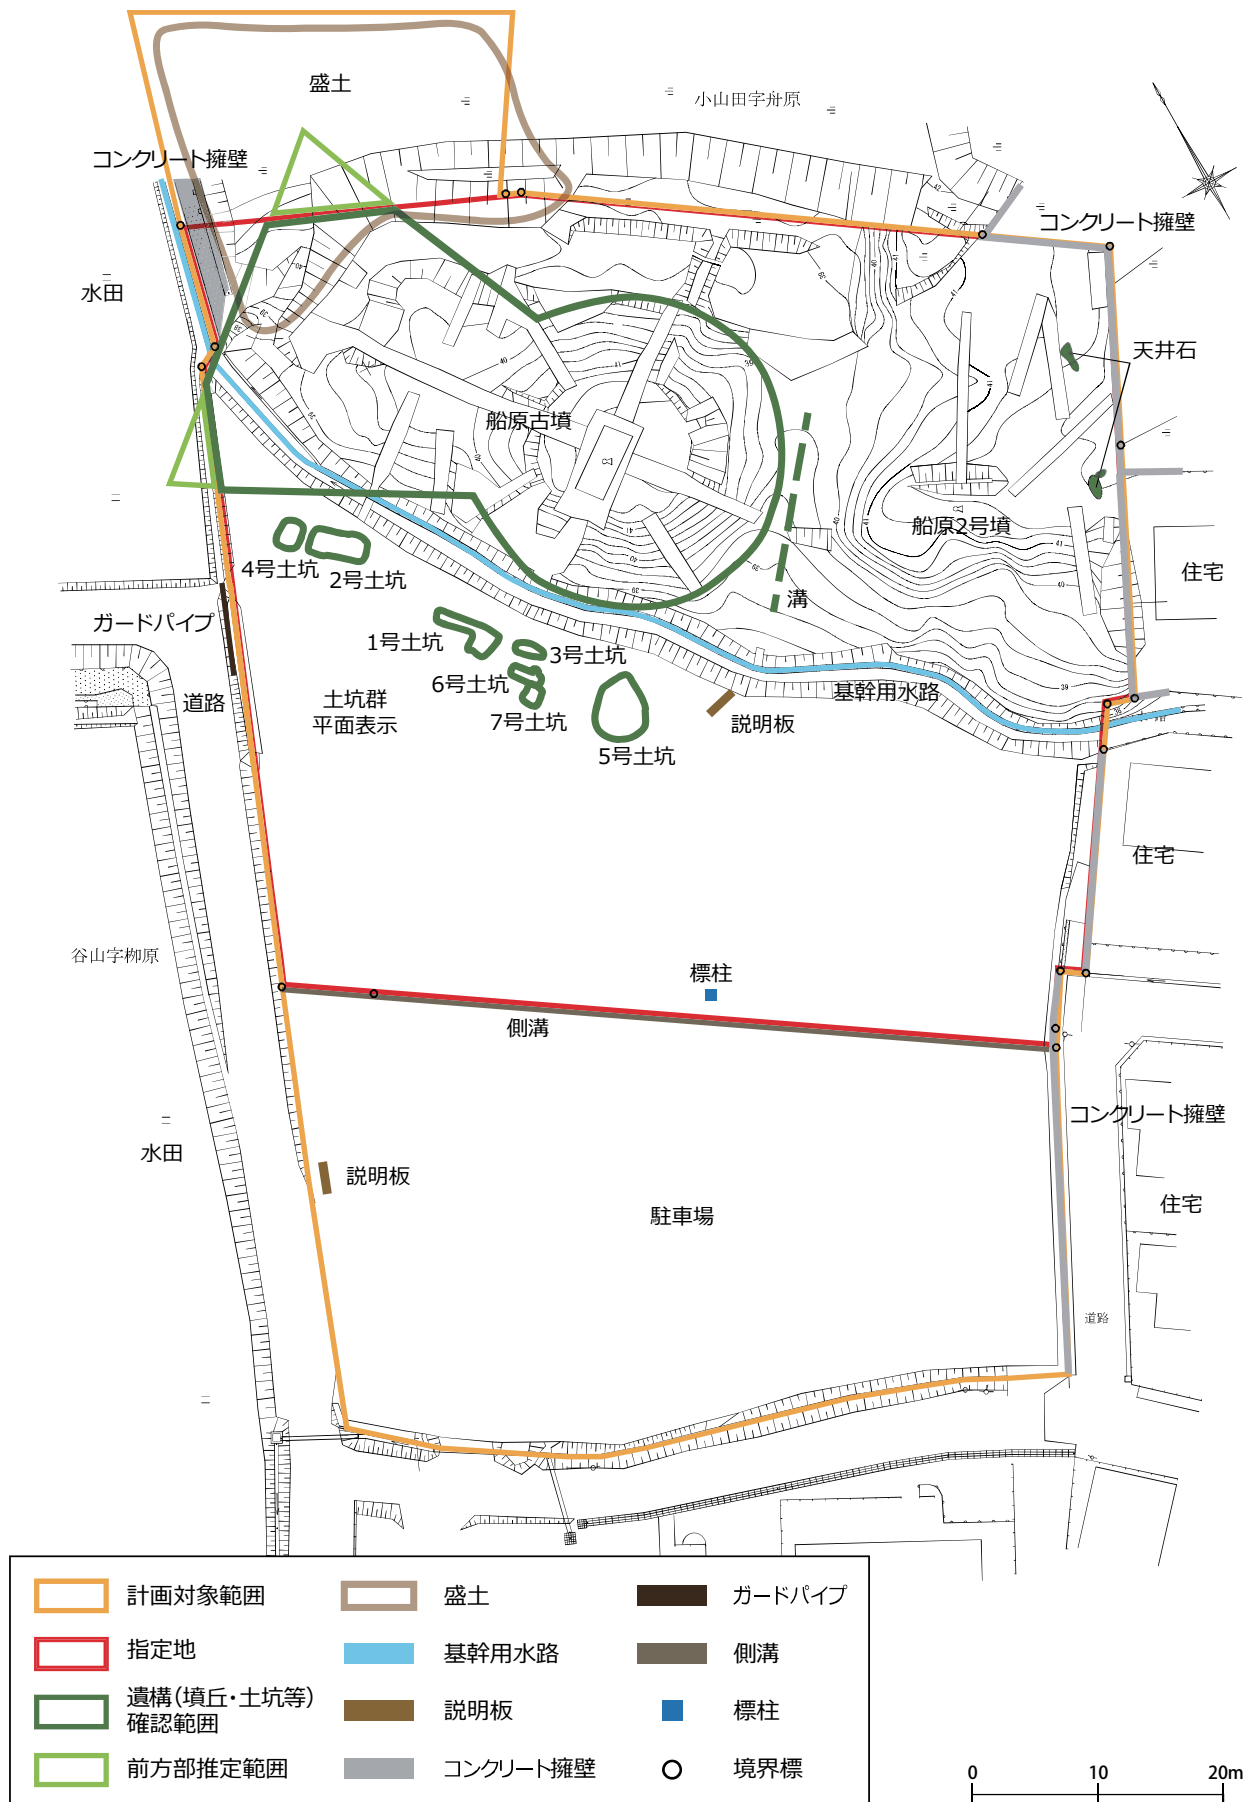 盛土
小山田字舟原
コンクリート擁壁
コンクリート擁壁
水田
天井石
船原古墳
船原2号墳
4号土坑
2号土坑
住宅
溝
ガードパイプ
1号土坑
3号土坑
6号土坑
7号土坑
5号土坑
道路
土坑群
平面表示
基幹用水路
説明板
住宅
谷山字栁原
標柱
側溝
コンクリート擁壁
水田
説明板
駐車場
住宅
道路
計画対象範囲
指定地
遺構(墳丘・土坑等)
確認範囲
前方部推定範囲
盛土
基幹用水路
説明板
コンクリート擁壁
ガードパイプ
側溝
標柱
境界標
0 10 20m